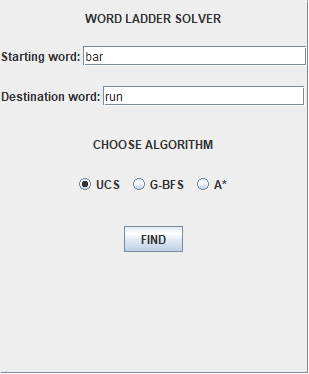 WORD LADDER SOLVER
Starting word: bar
Destination word: run
CHOOSE ALGORITHM
UCS G-BFS A*
FIND